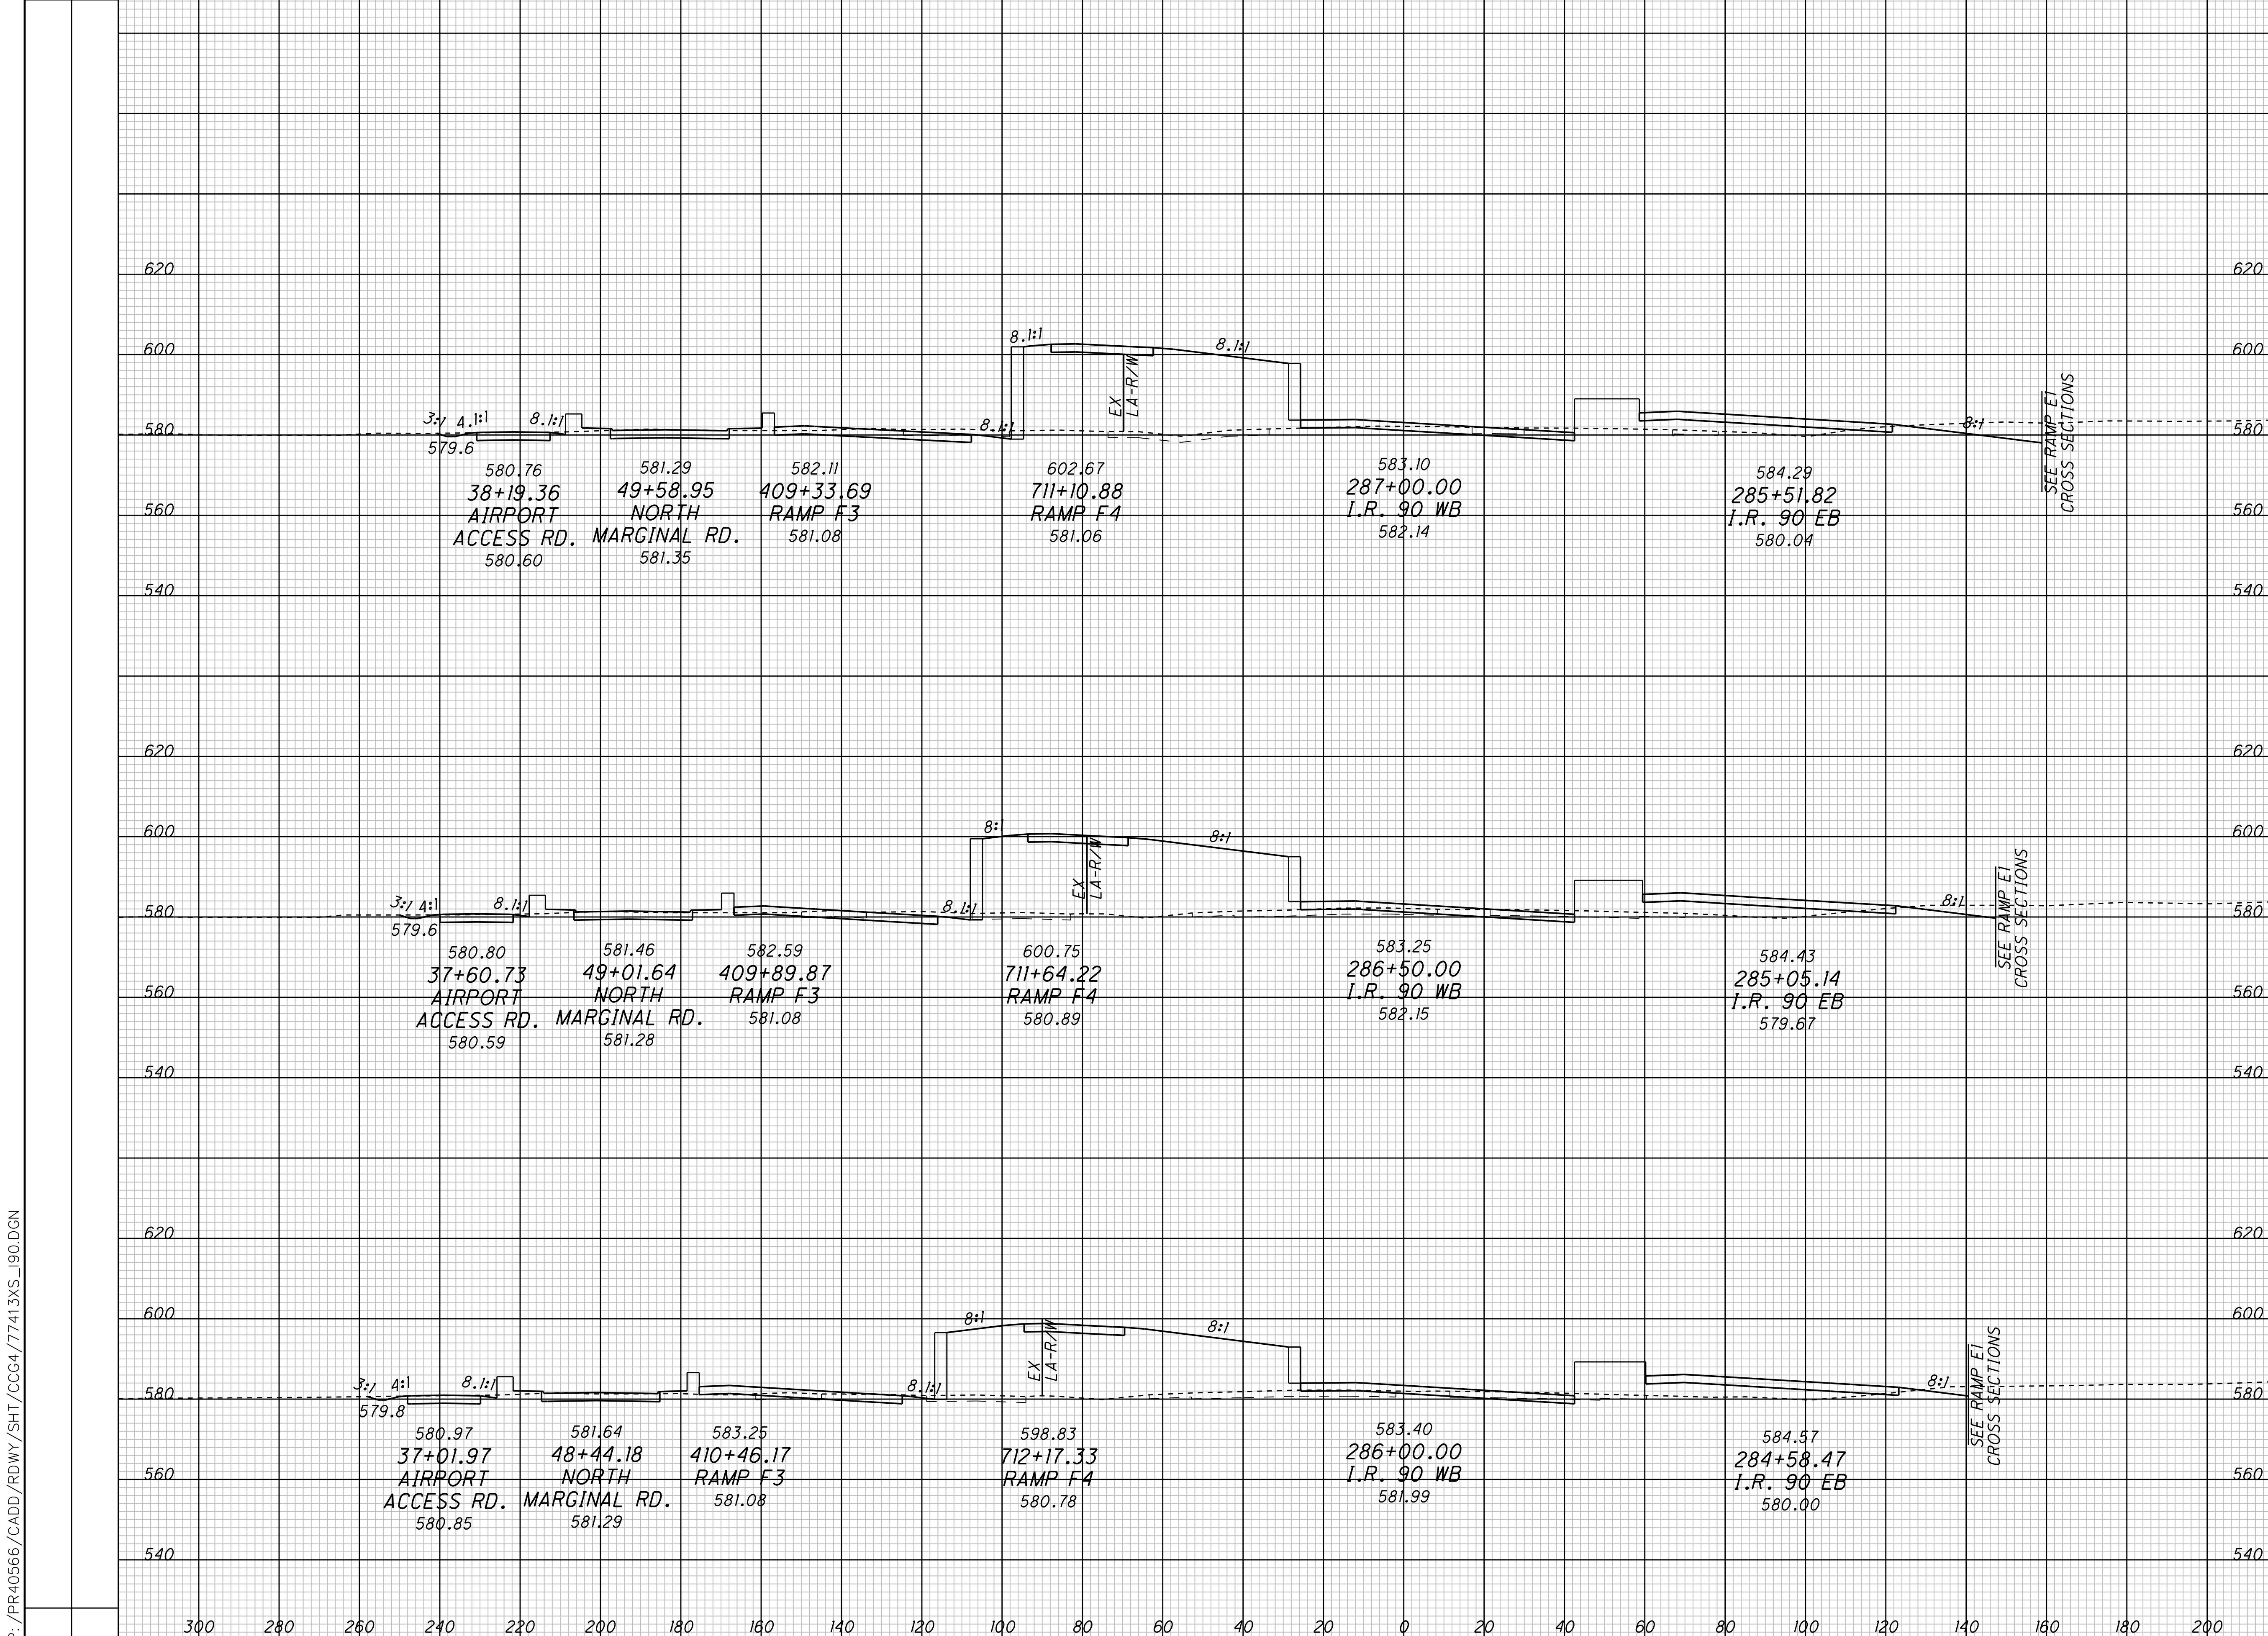 620 620
600 600
8.1:1 8.1:1
3:1 4.1:1 8.1:1 8.1:1 8:1
580 580
579.6
EX
LA-R/W
SEE RAMP E1
CROSS SECTIONS
580.76
38+19.36
AIRPORT
ACCESS RD.
580.60
581.29
49+58.95
NORTH
MARGINAL RD.
581.35
582.11
409+33.69
RAMP F3
581.08
602.67
711+10.88
RAMP F4
581.06
583.10
287+00.00
I.R. 90 WB
582.14
584.29
285+51.82
I.R. 90 EB
580.04
560 560
540 540
620 620
600 600
8:1 8:1
3:1 4:1 8.1:1 8.1:1 8:1
580 580
579.6
EX
LA-R/W
SEE RAMP E1
CROSS SECTIONS
580.80
37+60.73
AIRPORT
ACCESS RD.
580.59
581.46
49+01.64
NORTH
MARGINAL RD.
581.28
582.59
409+89.87
RAMP F3
581.08
600.75
711+64.22
RAMP F4
580.89
583.25
286+50.00
I.R. 90 WB
582.15
584.43
285+05.14
I.R. 90 EB
579.67
560 560
540 540
620 620
600 600
8:1 8:1
3:1 4:1 8.1:1 8.1:1 8:1
580 580
579.8
EX
LA-R/W
SEE RAMP E1
CROSS SECTIONS
580.97
37+01.97
AIRPORT
ACCESS RD.
580.85
581.64
48+44.18
NORTH
MARGINAL RD.
581.29
583.25
410+46.17
RAMP F3
581.08
598.83
712+17.33
RAMP F4
580.78
583.40
286+00.00
I.R. 90 WB
581.99
584.57
284+58.47
I.R. 90 EB
580.00
560 560
540 540
300 280 260 240 220 200 180 160 140 120 100 80 60 40 20 0 20 40 60 80 100 120 140 160 180 200
:/PR40566/CADD/RDWY/SHT/CCG4/77413XS_I90.DGN